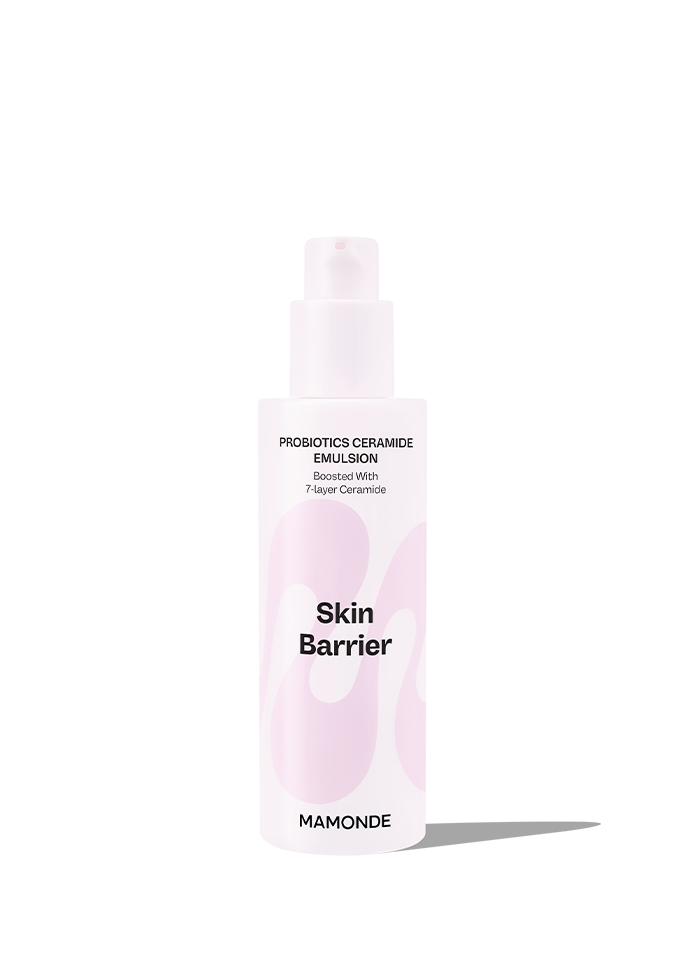 PROBIOTICS CERAMIDE
EMULSION
Boosted With
7-layer Ceramide
Skin
Barrier
MAMONDE